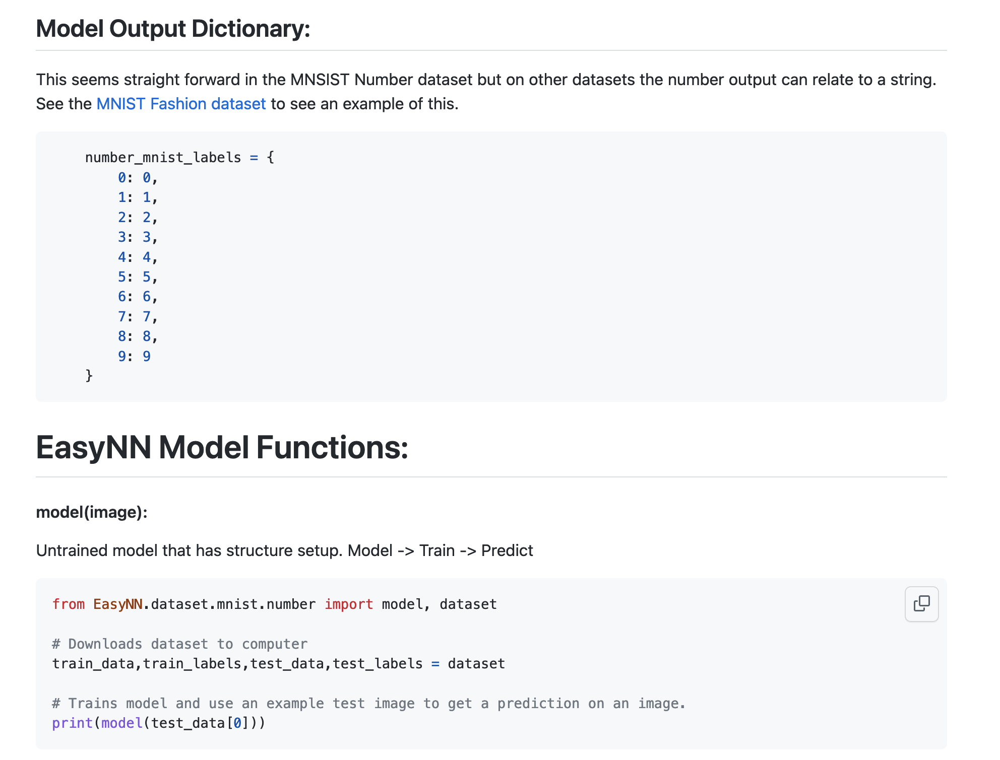 Model Output Dictionary:
This seems straight forward in the MNSIST Number dataset but on other datasets the number output can relate to a string.
See the MNIST Fashion dataset to see an example of this.
number_mnist_labels = {
0: 0,
1: 1,
2: 2,
3: 3,
4: 4,
5: 5,
6: 6,
7: 7,
8: 8,
9: 9
}
EasyNN Model Functions:
model(image):
Untrained model that has structure setup. Model -> Train -> Predict
from EasyNN.dataset.mnist.number import model, dataset
# Downloads dataset to computer
train_data,train_labels,test_data,test_labels = dataset
# Trains model and use an example test image to get a prediction on an image.
print(model(test_data[0]))